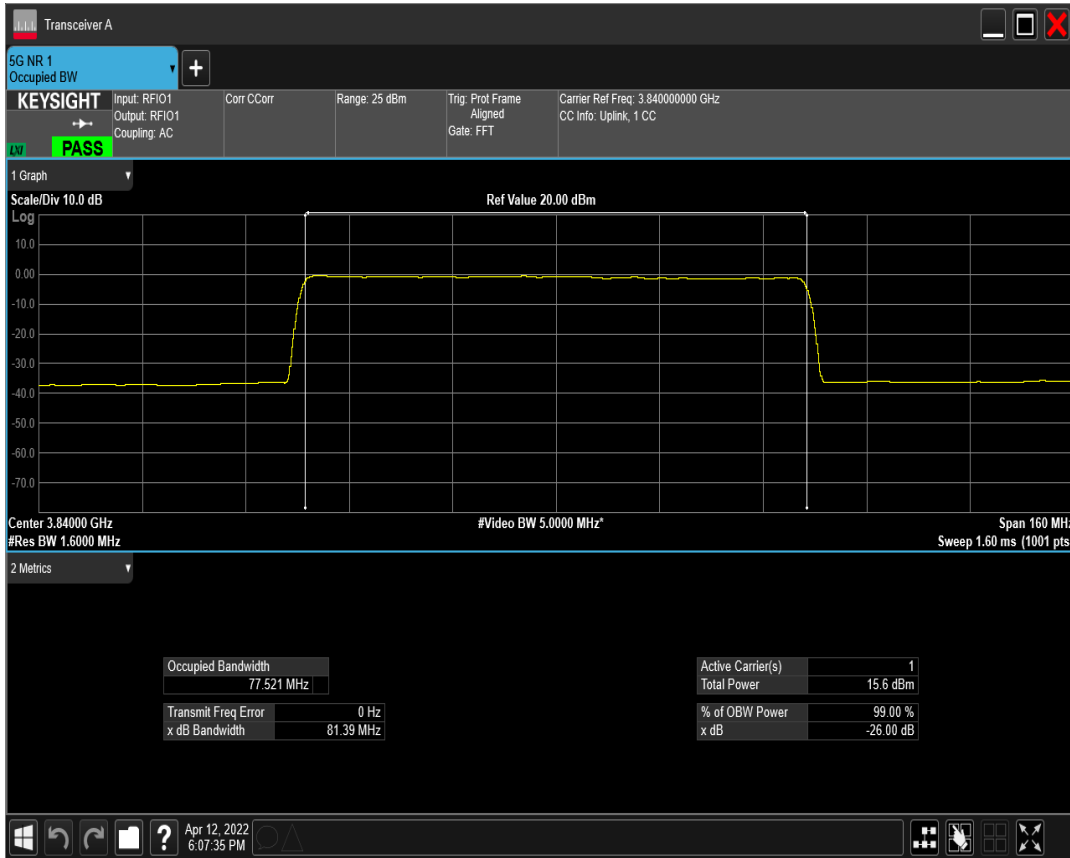 Transceiver A
5G NR 1
Occupied BW
+
KEYSIGHT
LXI
PASS
Input: RFIO1
Output: RFIO1
Coupling: AC
Corr CCorr
Range: 25 dBm
Trig: Prot Frame
Aligned
Gate: FFT
Carrier Ref Freq: 3.840000000 GHz
CC Info: Uplink, 1 CC
1 Graph
Scale/Div 10.0 dB
Ref Value 20.00 dBm
Log
10.0
0.00
-10.0
-20.0
-30.0
-40.0
-50.0
-60.0
-70.0
Center 3.84000 GHz
#Video BW 5.0000 MHz*
Span 160 MHz
#Res BW 1.6000 MHz
Sweep 1.60 ms (1001 pts
2 Metrics
Occupied Bandwidth
77.521 MHz
Transmit Freq Error 0 Hz
x dB Bandwidth 81.39 MHz
Active Carrier(s) 1
Total Power 15.6 dBm
% of OBW Power 99.00 %
x dB -26.00 dB
?
Apr 12, 2022
6:07:35 PM